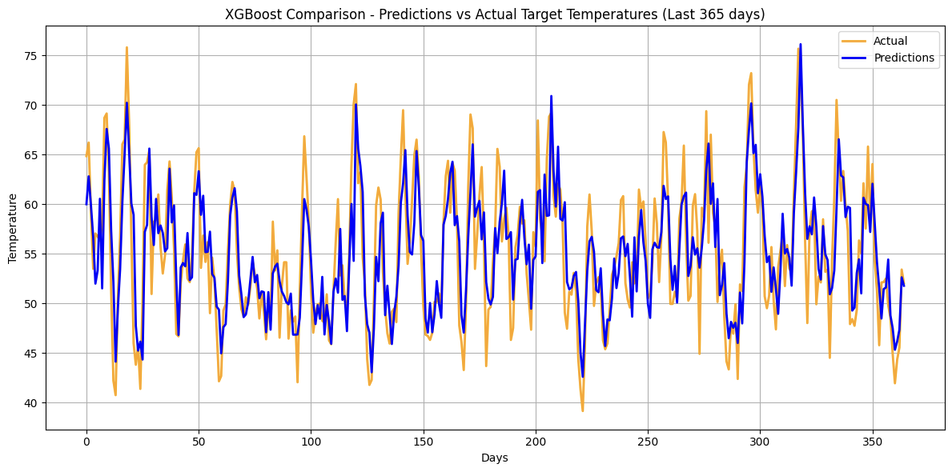 XGBoost Comparison - Predictions vs Actual Target Temperatures (Last 365 days)
Actual
Predictions
Temperature
75
70
65
60
55
50
45
40
0 50 100 150 200 250 300 350
Days